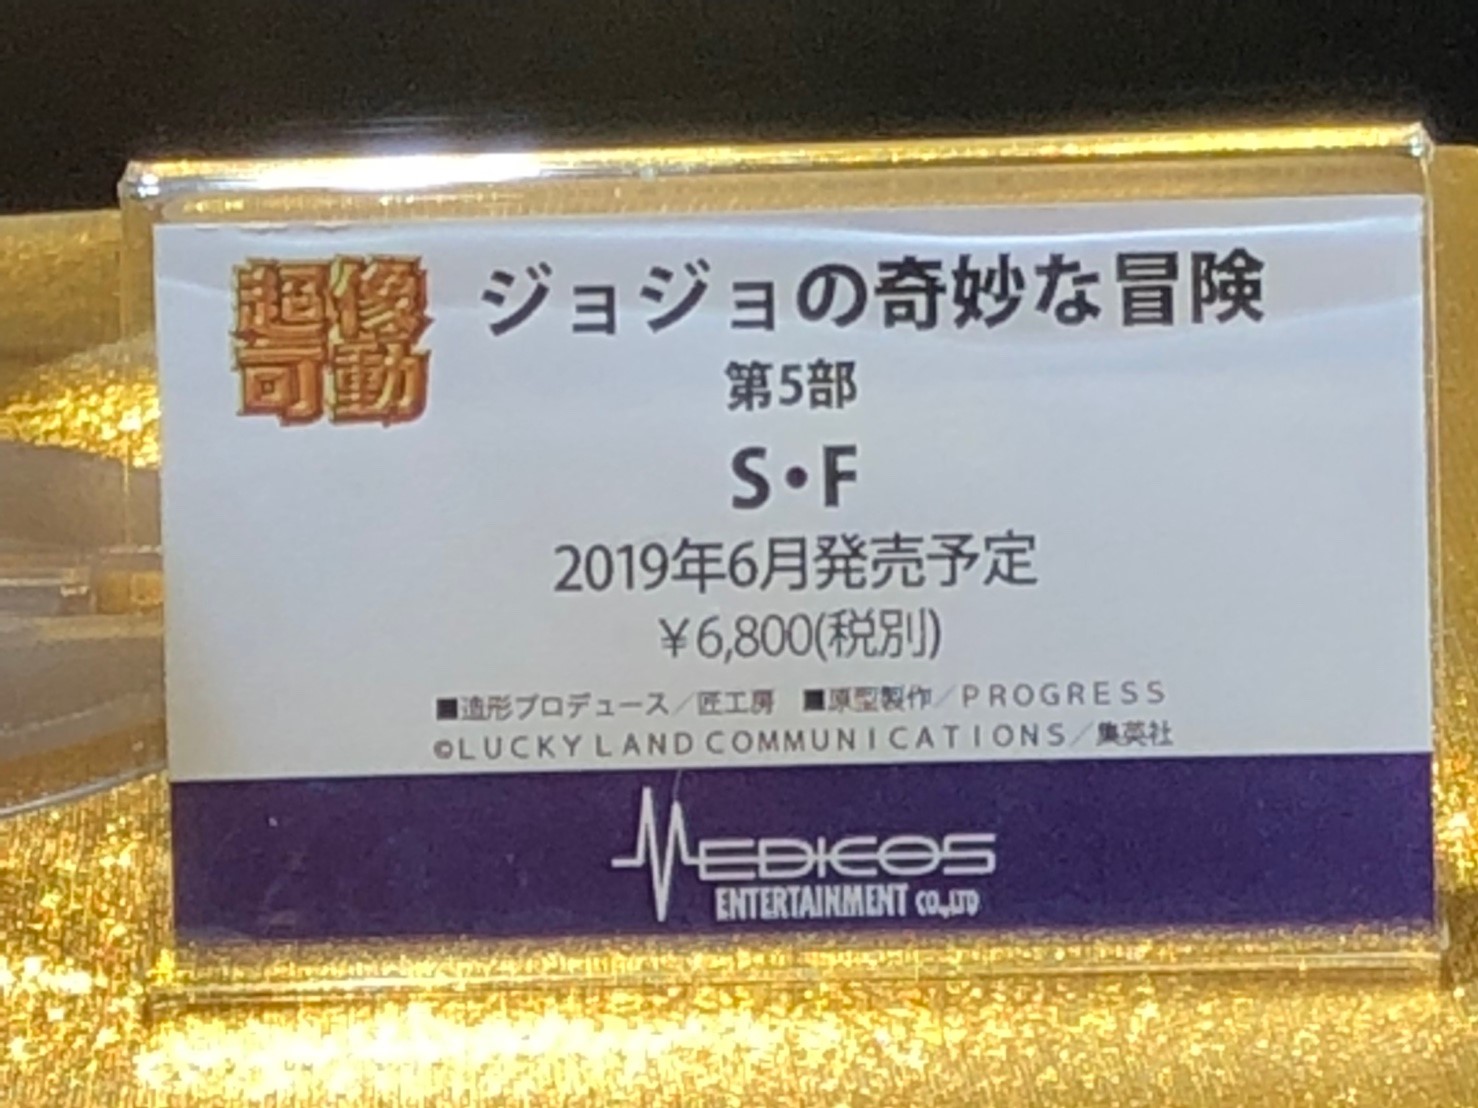 超像
可動
ジョジョの奇妙な冒険
第5部
S・F
2019年6月発売予定
¥6,800(税別)
■造形プロデュース／匠工房　■原型製作／PROGRESS
©LUCKY LAND COMMUNICATIONS／集英社
MEDICOS
ENTERTAINMENT CO.,LTD